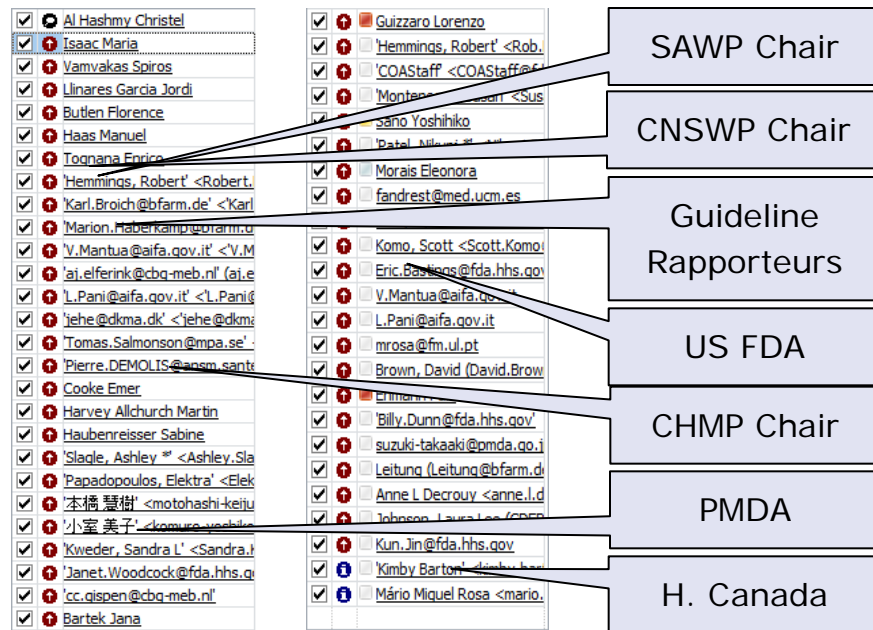 Al Hashmy Christel
Isaac Maria
Vamvakas Spiros
Llinares Garcia Jordi
Butlen Florence
Haas Manuel
Tognana Enrico
'Hemmings, Robert' <Robert.
'Karl.Broich@bfarm.de' <'Karl
'Marion.Haberkamp@bfarm.d
'V.Mantua@aifa.gov.it' <'V.M
'aj.elferink@cbg-meb.nl' (aj.e
'L.Pani@aifa.gov.it' <'L.Pani@
'jehe@dkma.dk' <'jehe@dkma
'Tomas.Salmonson@mpa.se'
'Pierre.DEMOLIS@ansm.sante
Cooke Emer
Harvey Allchurch Martin
Haubenreisser Sabine
'Slagle, Ashley *' <Ashley.Sla
'Papadopoulos, Elektra' <Elek
'本橋 慧樹' <motohashi-keiju
'小室 美子' <komuro-yoshiko
'Kweder, Sandra L' <Sandra.K
'Janet.Woodcock@fda.hhs.g
'cc.gispen@cbg-meb.nl'
Bartek Jana
Guizzaro Lorenzo
'Hemmings, Robert' <Rob.
'COAStaff' <COAStaff@fd
<Sus
Sano Yoshihiko
'Patel,
Morais Eleonora
fandrest@med.ucm.es
Komo, Scott <Scott.Komo
Eric.Bastings@fda.hhs.gov
V.Mantua@aifa.gov.it
L.Pani@aifa.gov.it
mrosa@fm.ul.pt
Brown, David (David.Brow
'Billy.Dunn@fda.hhs.gov'
suzuki-takaaki@pmda.go.j
Leitung (Leitung@bfarm.de
Anne L Decrouy <anne.l.d
Johnson, Laura Lee (CDER
Kun.Jin@fda.hhs.gov
'Kimby Barton' <kimby.bar
Mário Miguel Rosa <mario.
SAWP Chair
CNSWP Chair
Guideline
Rapporteurs
US FDA
CHMP Chair
PMDA
H. Canada